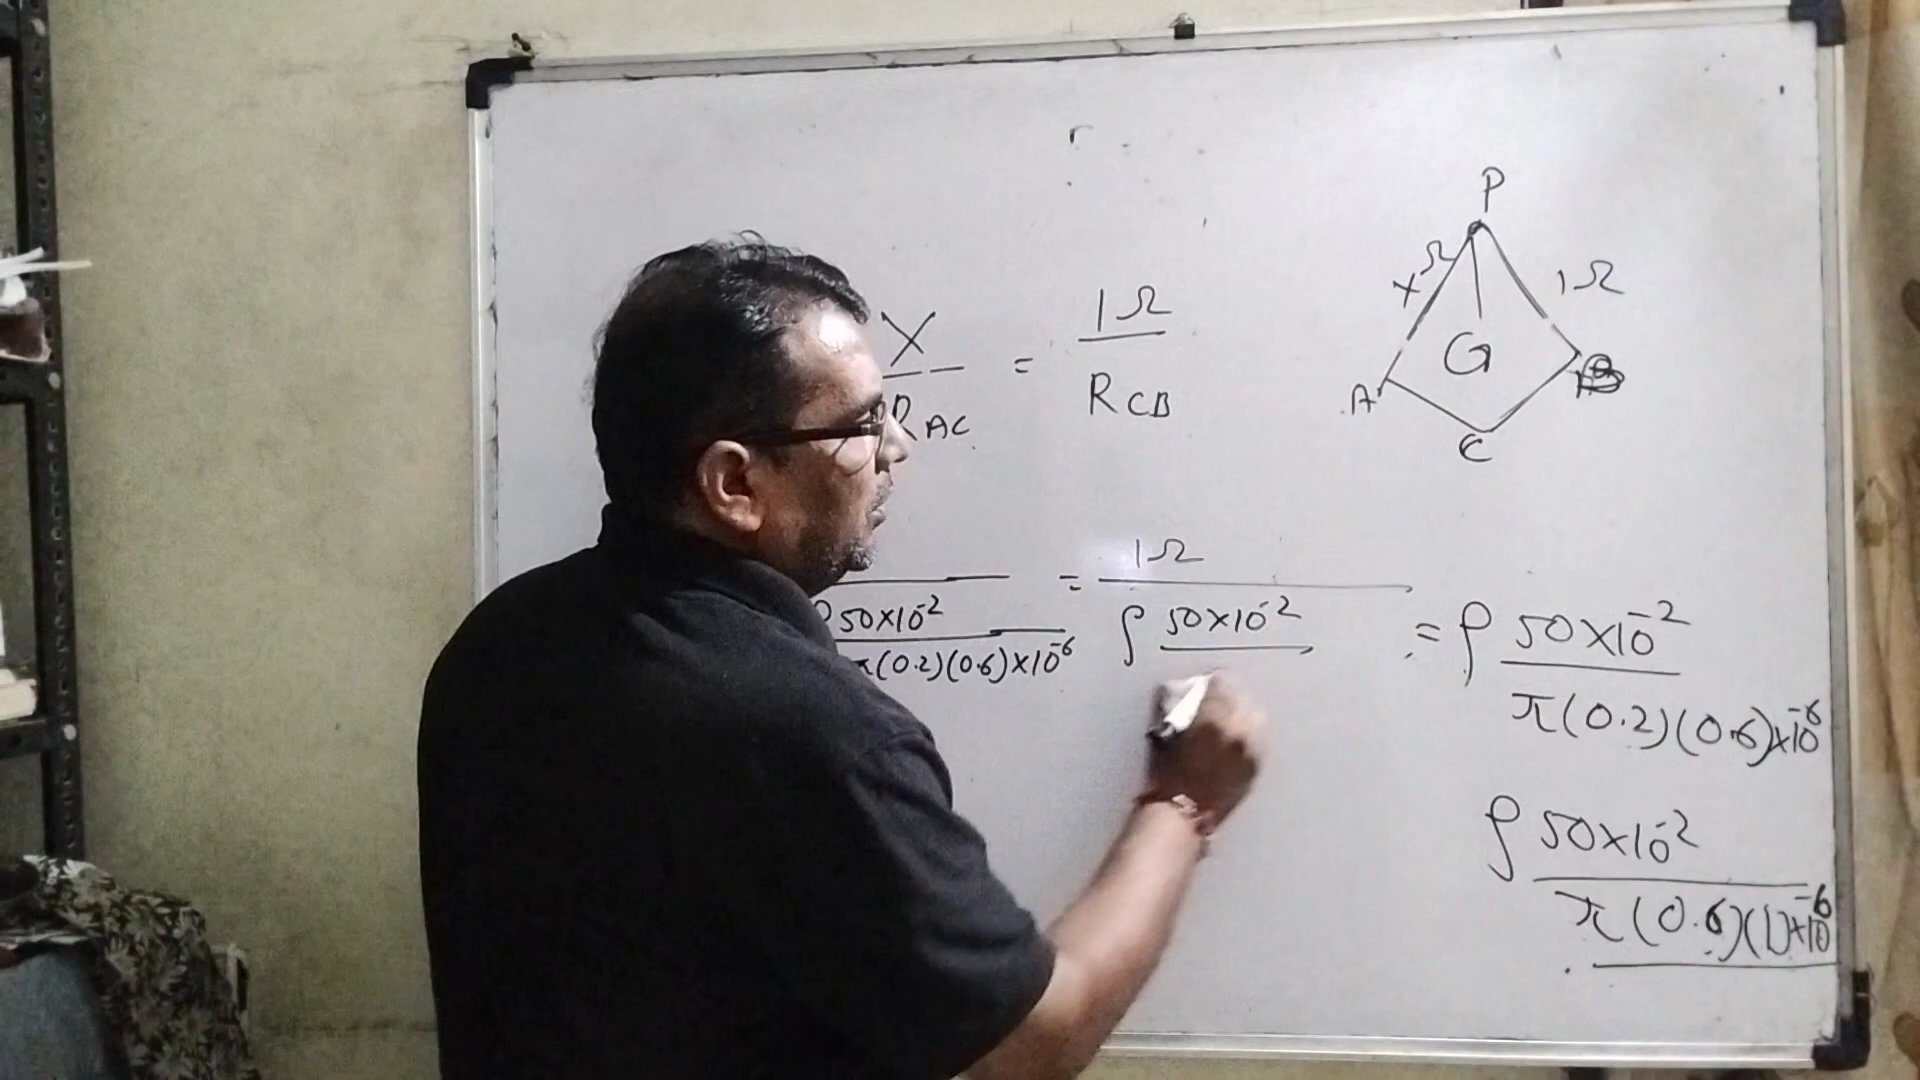 P
XΩ 1Ω
G
A B
C
X = 1Ω
R_AC R_CB
1Ω
=
ρ 50×10^-2 ρ 50×10^-2 = ρ 50×10^-2
π(0.2)(0.6)×10^-6 π(0.2)(0.6)×10^-6
ρ 50×10^-2
π(0.6)(1)×10^-6